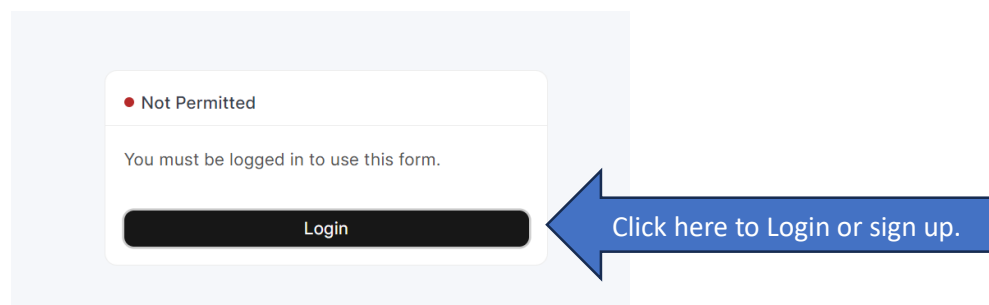 Not Permitted
You must be logged in to use this form.
Login
Click here to Login or sign up.